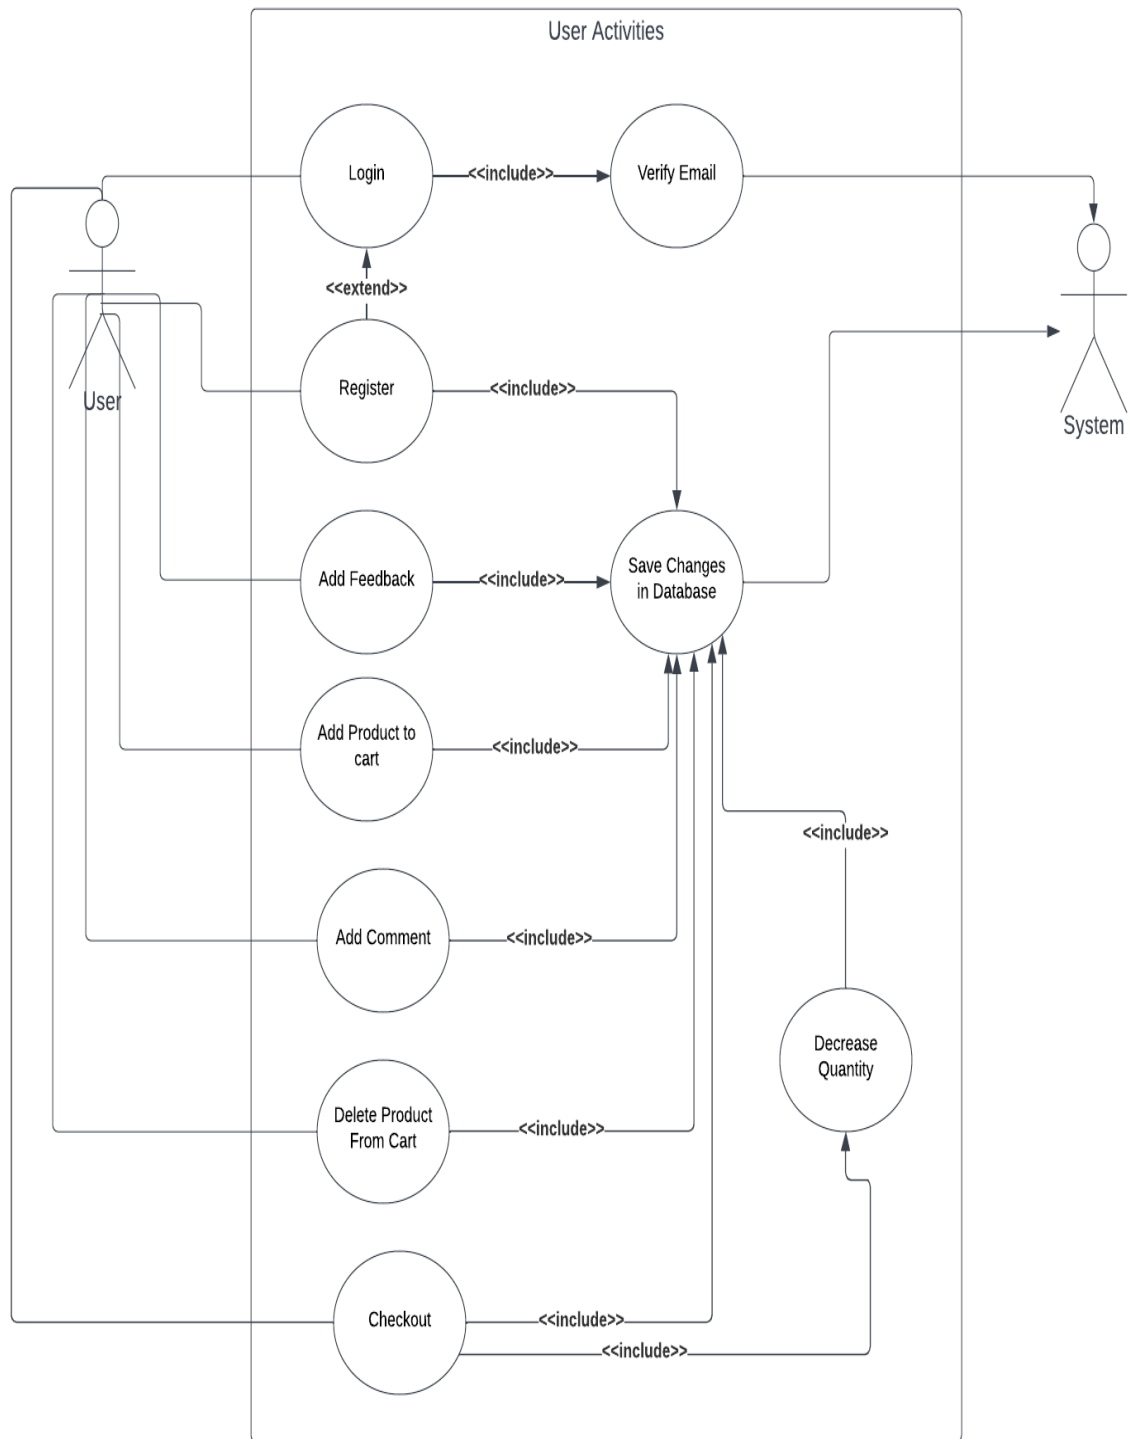 User Activities
Login
<<include>>
Verify Email
<<extend>>
Register
<<include>>
User
System
Add Feedback
<<include>>
Save Changes
in Database
Add Product to
cart
<<include>>
<<include>>
Add Comment
<<include>>
Decrease
Quantity
Delete Product
From Cart
<<include>>
Checkout
<<include>>
<<include>>